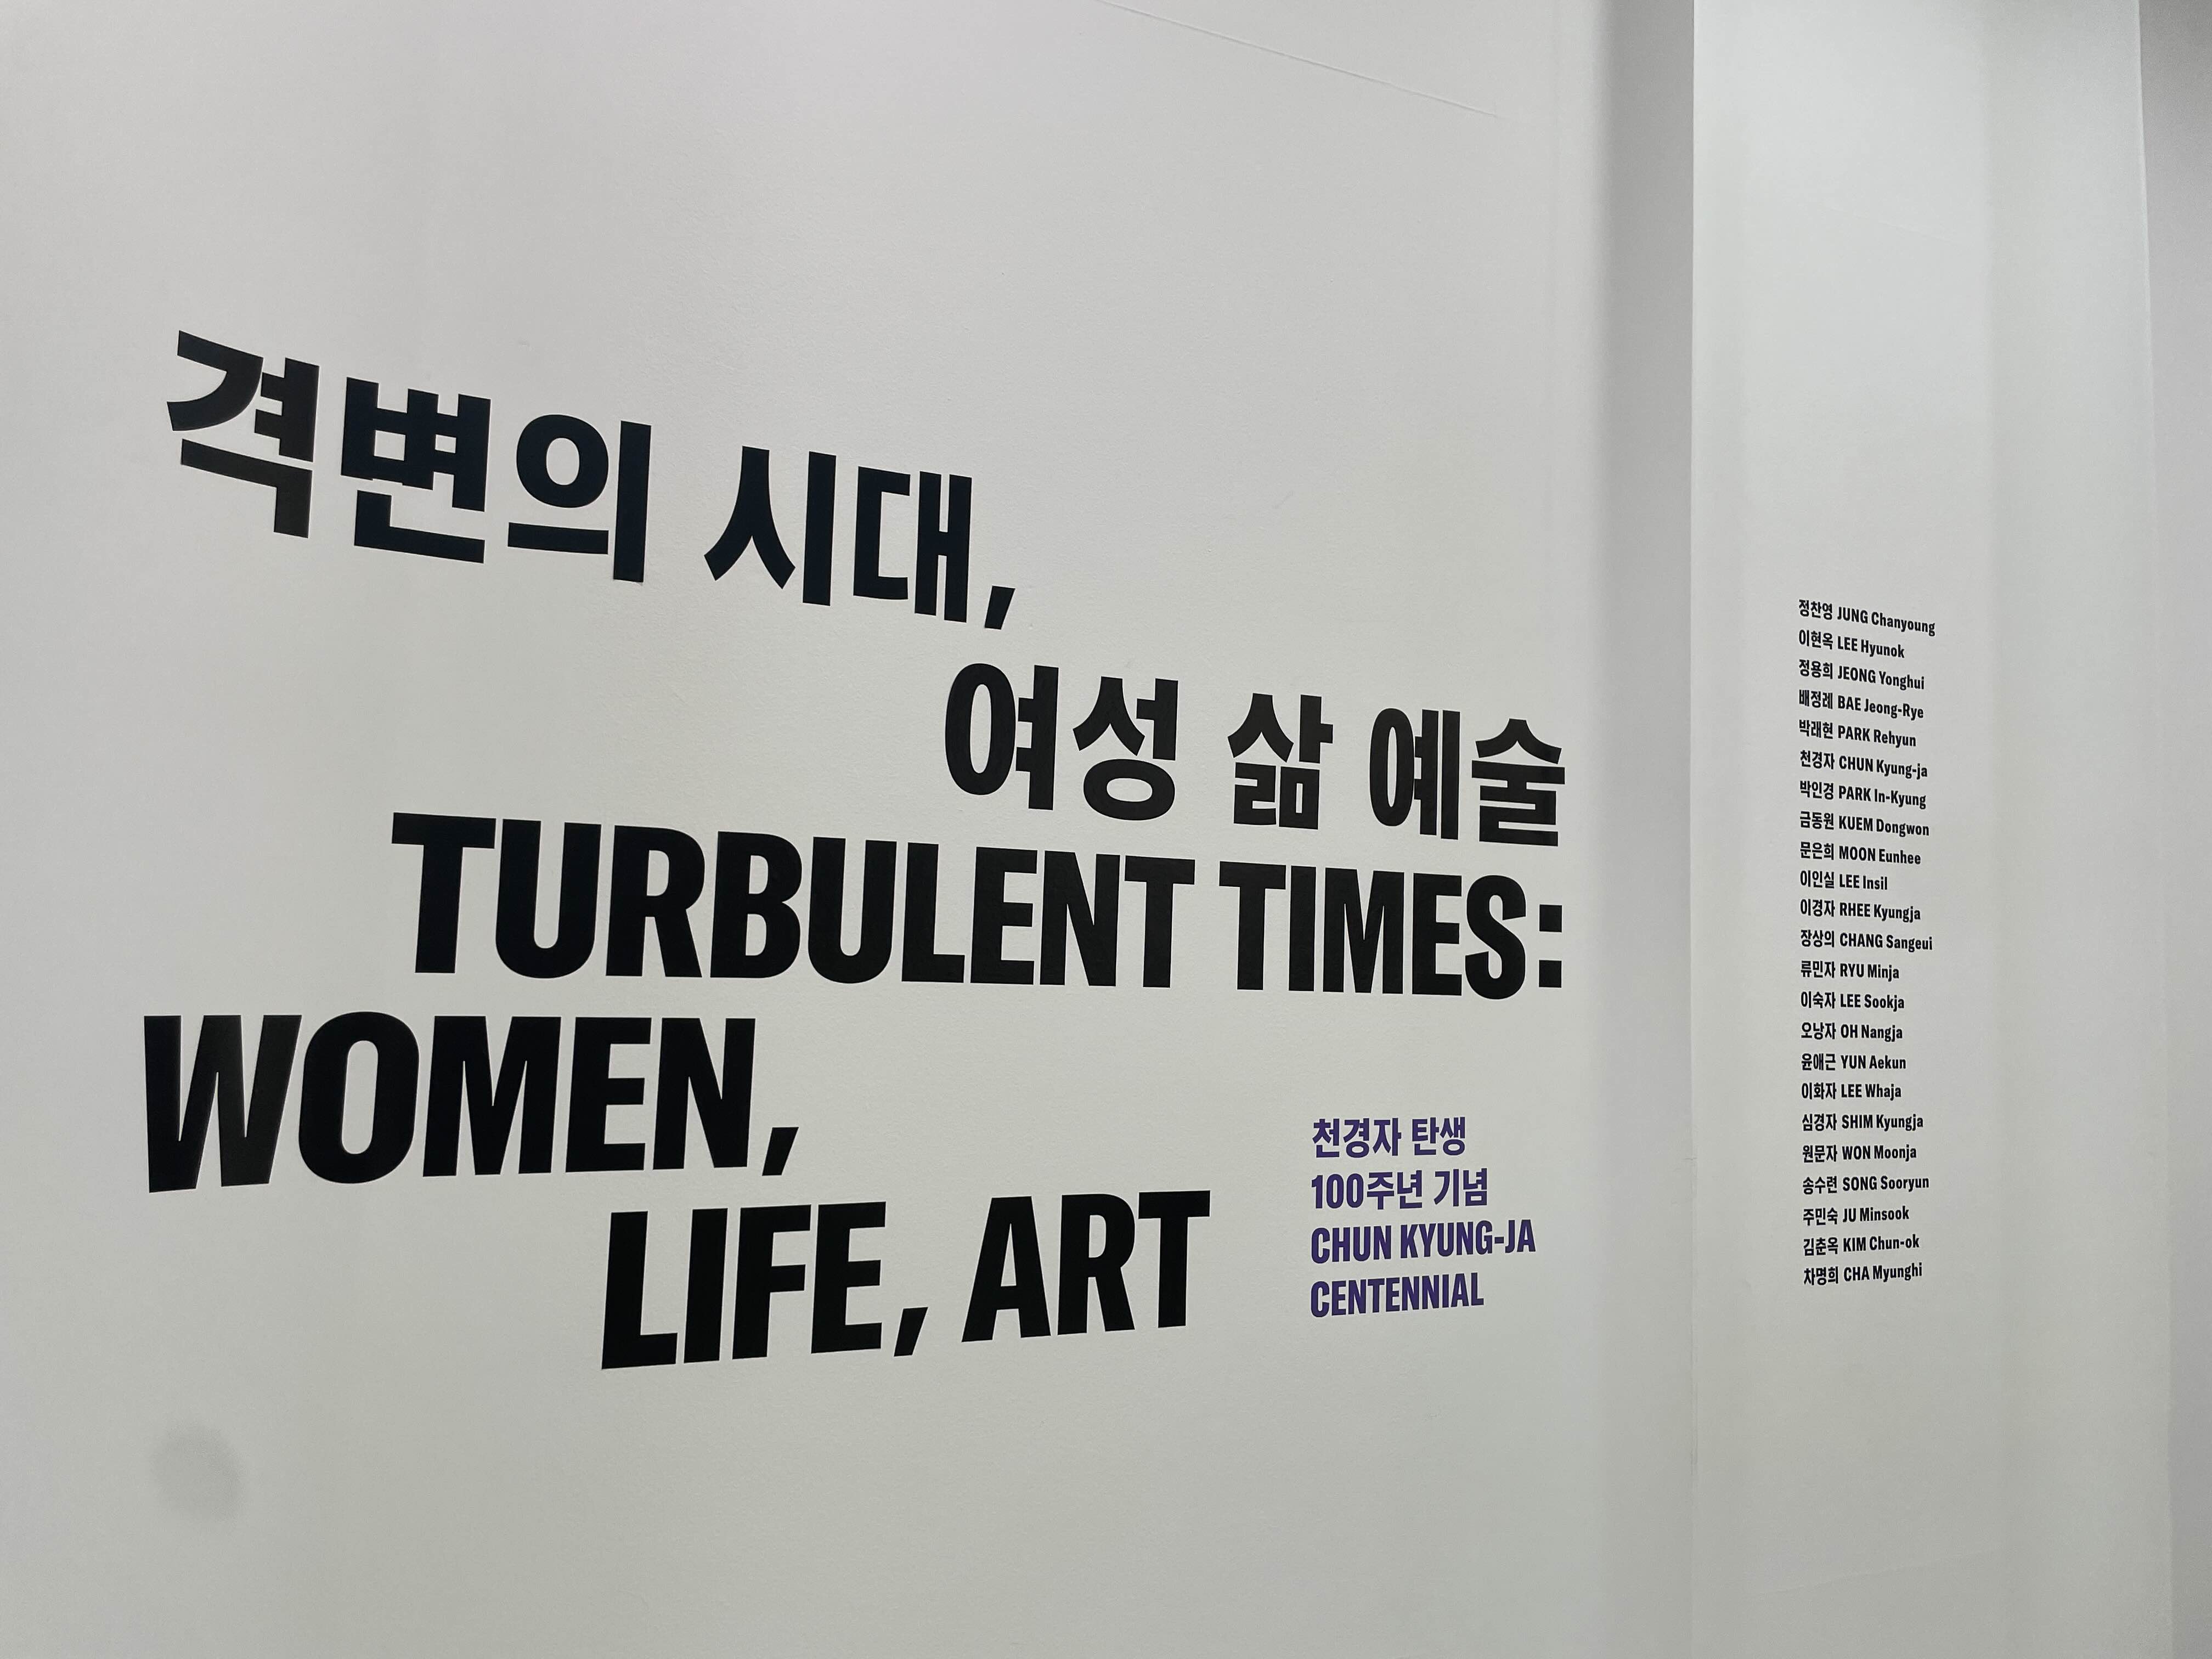 격변의 시대,
여성 삶 예술
TURBULENT TIMES:
WOMEN,
LIFE, ART
천경자 탄생
100주년 기념
CHUN KYUNG-JA
CENTENNIAL
정찬영 JUNG Chanyoung
이현옥 LEE Hyunok
정용희 JEONG Yonghui
배정례 BAE Jeong-Rye
박래현 PARK Rehyun
천경자 CHUN Kyung-ja
박인경 PARK In-Kyung
금동원 KUEM Dongwon
문은희 MOON Eunhee
이인실 LEE Insil
이경자 RHEE Kyungja
장상의 CHANG Sangeui
류민자 RYU Minja
이숙자 LEE Sookja
오낭자 OH Nangja
윤애근 YUN Aekun
이화자 LEE Whaja
심경자 SHIM Kyungja
원문자 WON Moonja
송수련 SONG Sooryun
주민숙 JU Minsook
김춘옥 KIM Chun-ok
차명희 CHA Myunghi